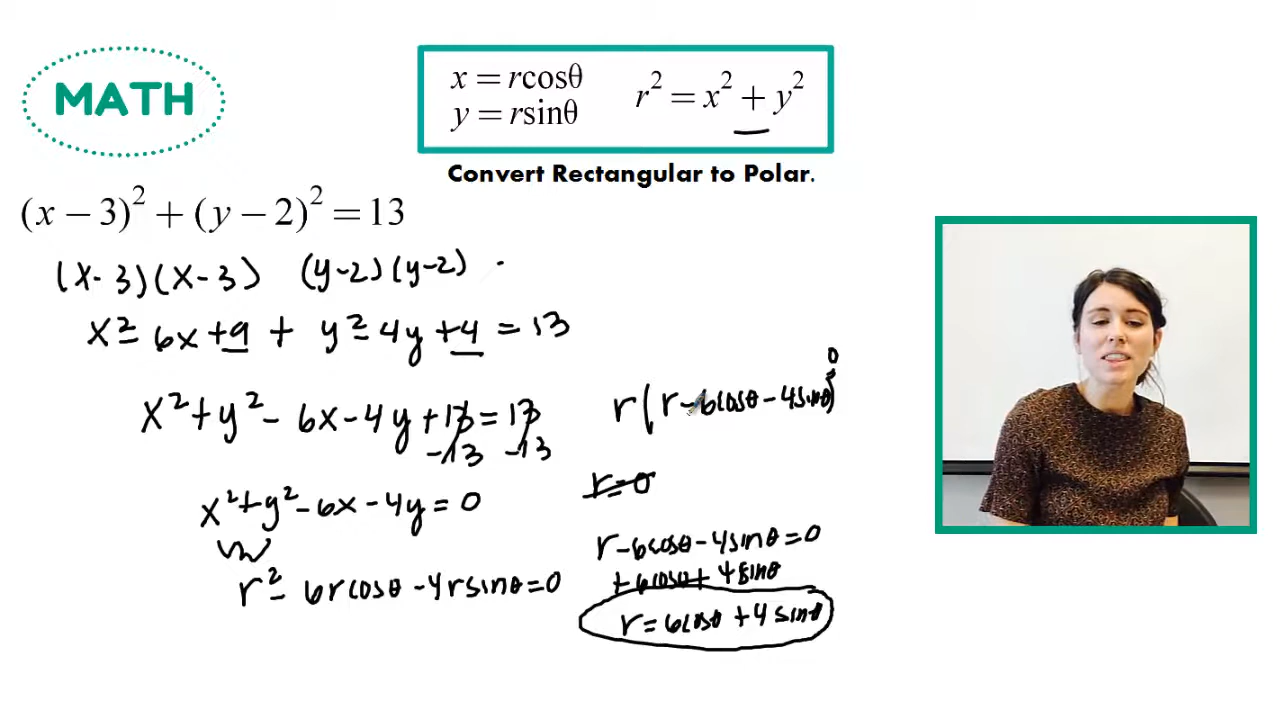 MATH
x = rcosθ
y = rsinθ
r² = x² + y²
Convert Rectangular to Polar.
(x − 3)² + (y − 2)² = 13
(x - 3)(x - 3) (y - 2)(y - 2)
x² - 6x + 9 + y² - 4y + 4 = 13
x² + y² - 6x - 4y + 13 = 13
-13 -13
x² + y² - 6x - 4y = 0
r² - 6rcosθ - 4rsinθ = 0
0
r(r - 6cosθ - 4sinθ)
r = 0
r - 6cosθ - 4sinθ = 0
+ 6cosθ + 4sinθ
r = 6cosθ + 4sinθ